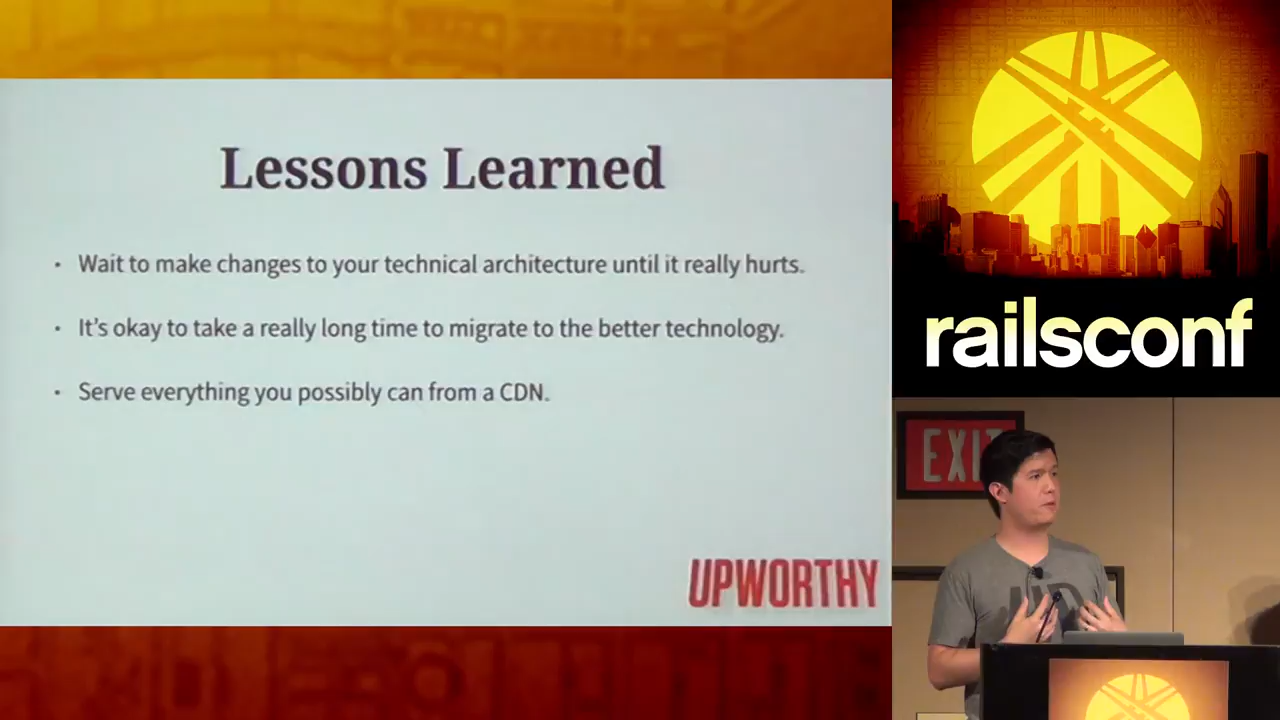 Lessons Learned
· Wait to make changes to your technical architecture until it really hurts.
· It's okay to take a really long time to migrate to the better technology.
· Serve everything you possibly can from a CDN.
UPWORTHY
railsconf
EXIT